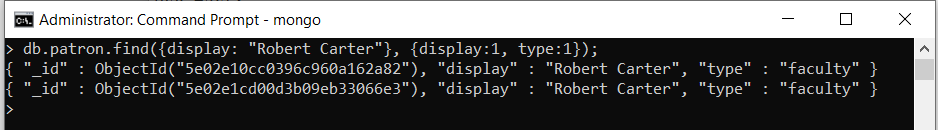 Administrator: Command Prompt - mongo
> db.patron.find({display: "Robert Carter"}, {display:1, type:1});
{ "_id" : ObjectId("5e02e10cc0396c960a162a82"), "display" : "Robert Carter", "type" : "faculty" }
{ "_id" : ObjectId("5e02e1cd00d3b09eb33066e3"), "display" : "Robert Carter", "type" : "faculty" }
>